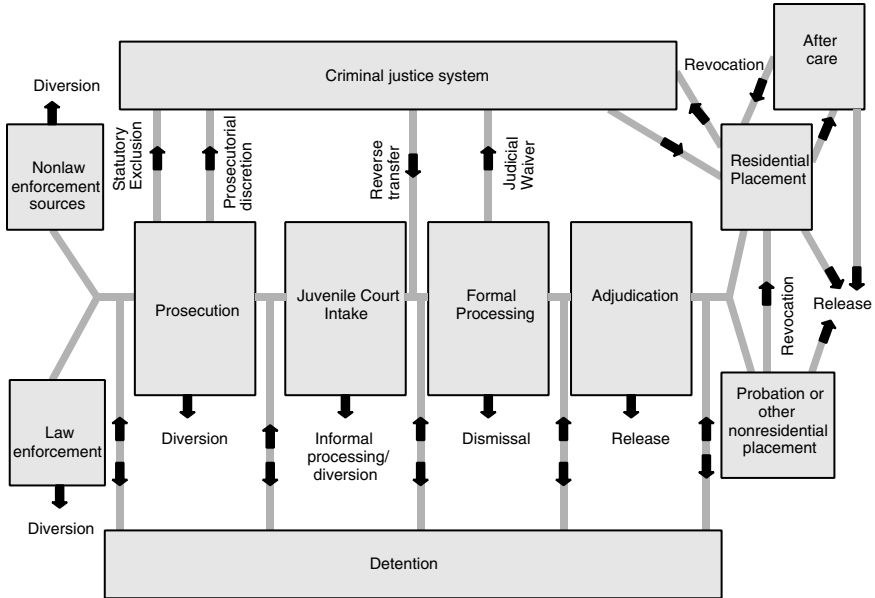 After
care
Criminal justice system
Revocation
Diversion
Nonlaw
enforcement
sources
Statutory
Exclusion
Prosecutorial
discretion
Reverse
transfer
Judicial
Waiver
Residential
Placement
Prosecution
Juvenile Court
Intake
Formal
Processing
Adjudication
Release
Revocation
Law
enforcement
Diversion
Informal
processing/
diversion
Dismissal
Release
Probation or
other
nonresidential
placement
Diversion
Detention